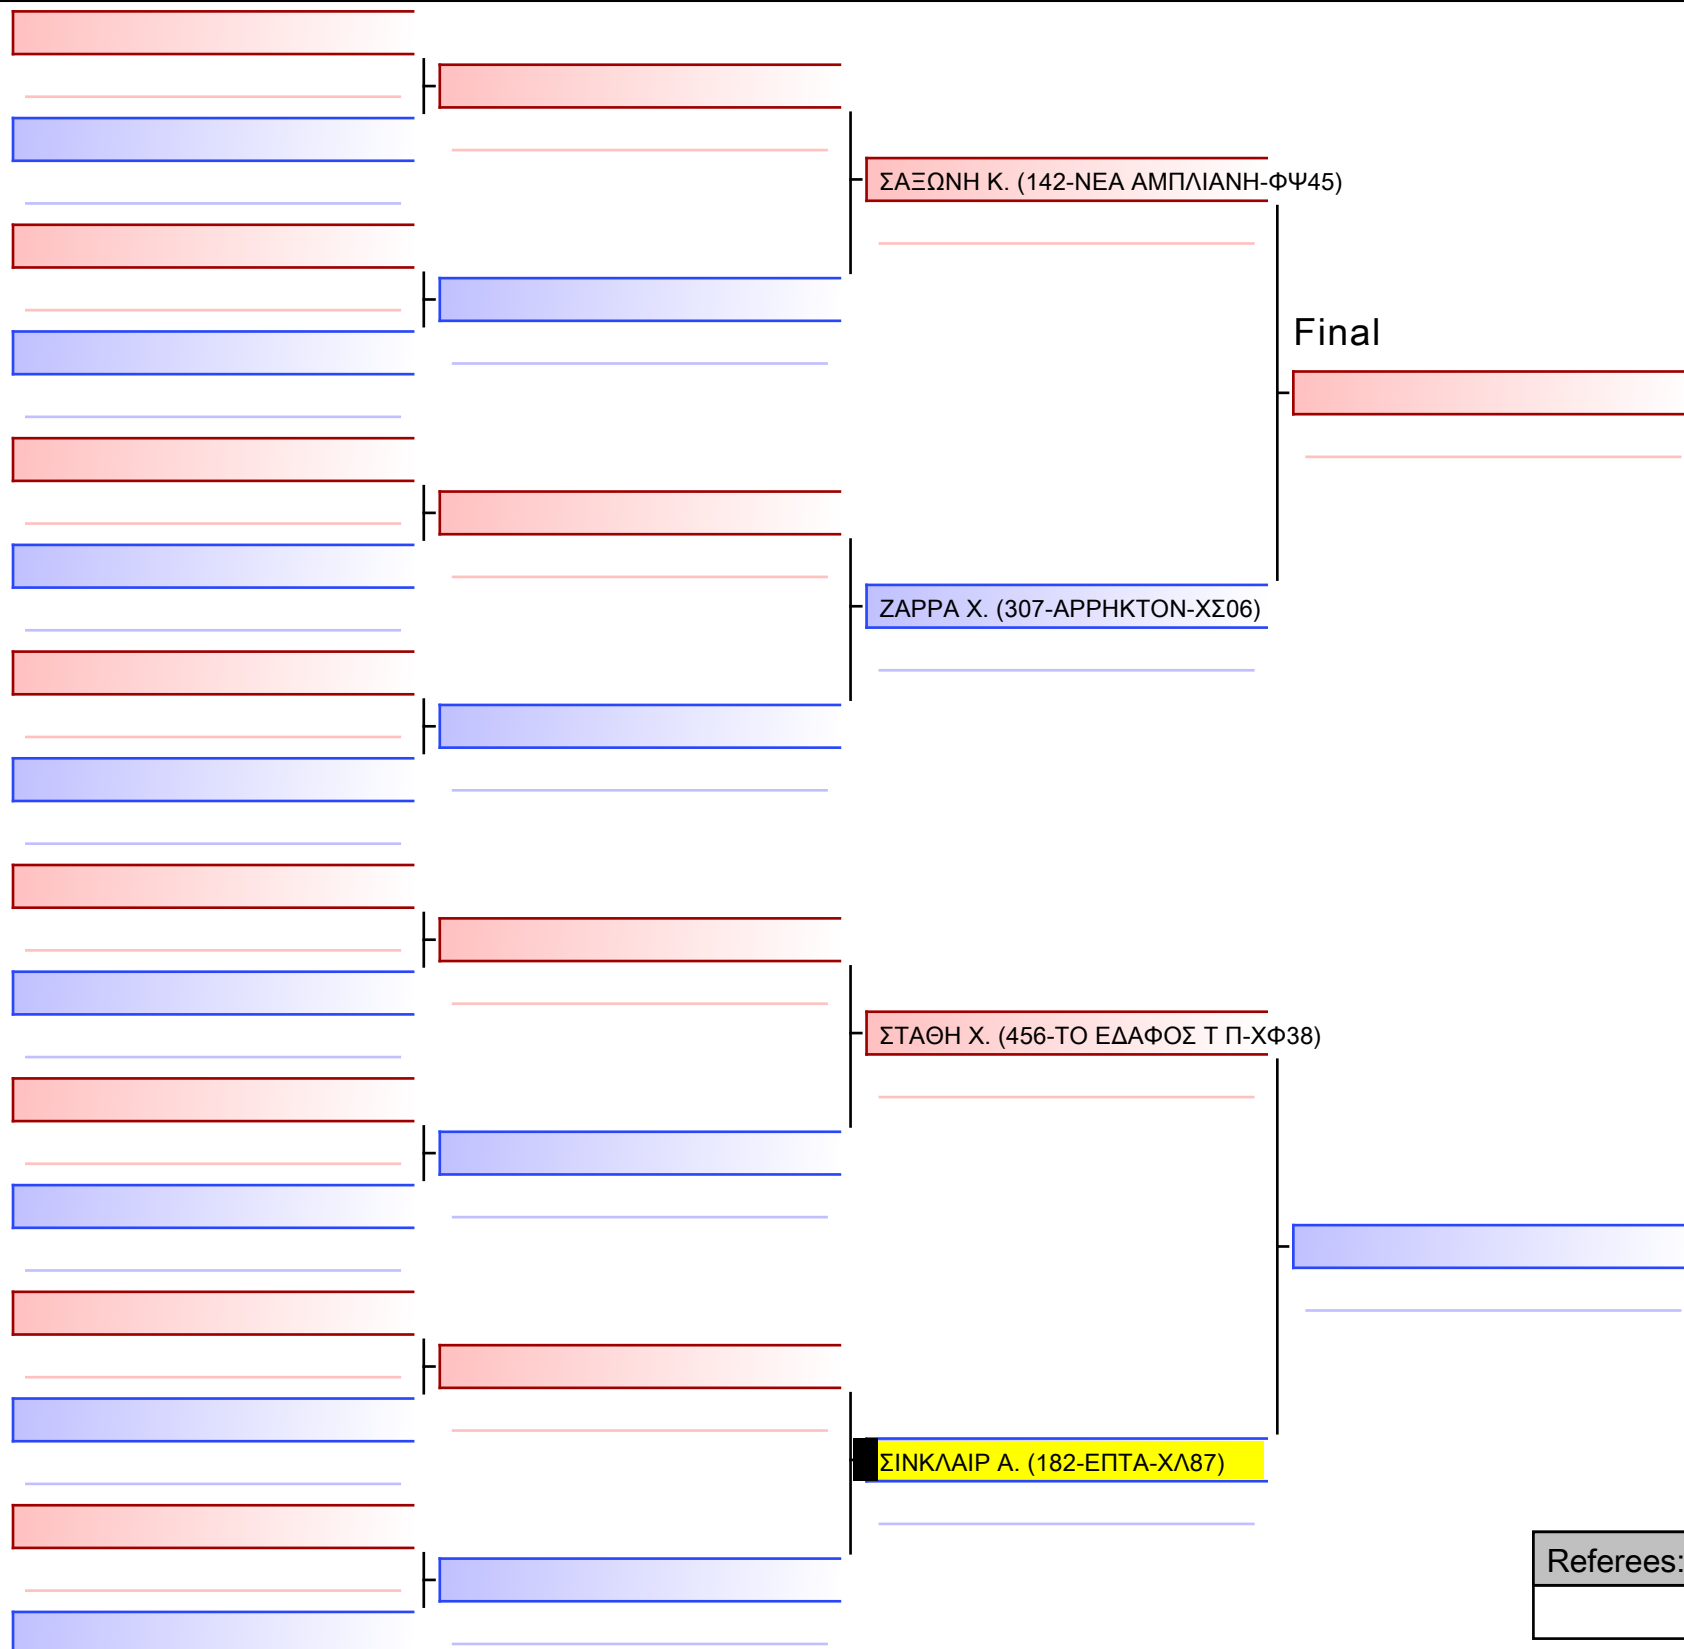 ΣΑΞΩΝΗ Κ. (142-ΝΕΑ ΑΜΠΛΙΑΝΗ-ΦΨ45)
Final
ΖΑΡΡΑ Χ. (307-ΑΡΡΗΚΤΟΝ-ΧΣ06)
ΣΤΑΘΗ Χ. (456-ΤΟ ΕΔΑΦΟΣ Τ Π-ΧΦ38)
ΣΙΝΚΛΑΙΡ Α. (182-ΕΠΤΑ-ΧΛ87)
Referees: